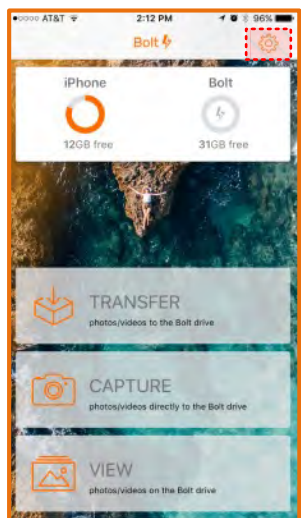 AT&T 2:12 PM 96%
Bolt
iPhone Bolt
12GB free 31GB free
TRANSFER
photos/videos to the Bolt drive
CAPTURE
photos/videos directly to the Bolt drive
VIEW
photos/videos on the Bolt drive